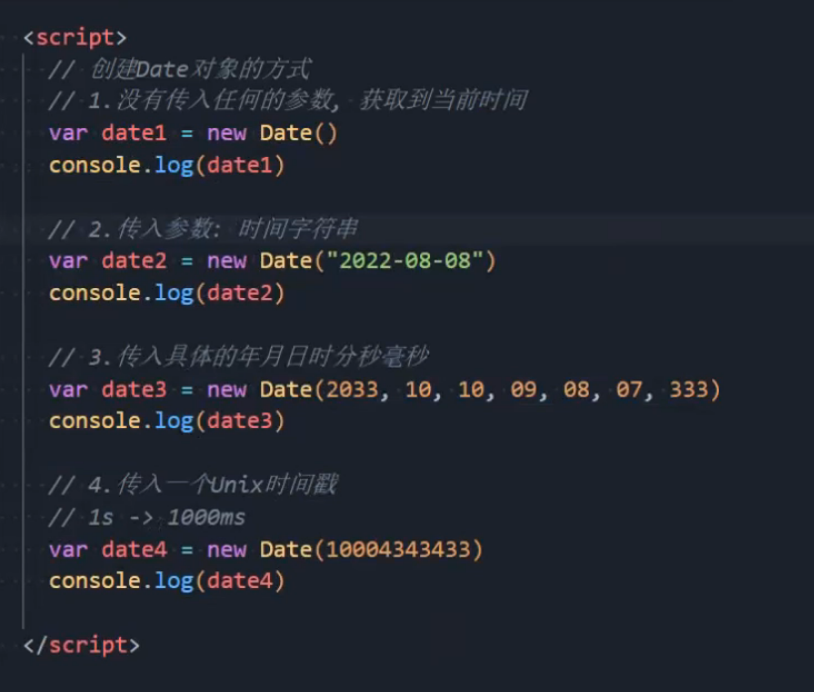 <script>
// 创建Date对象的方式
// 1.没有传入任何的参数, 获取到当前时间
var date1 = new Date()
console.log(date1)
// 2.传入参数: 时间字符串
var date2 = new Date("2022-08-08")
console.log(date2)
// 3.传入具体的年月日时分秒毫秒
var date3 = new Date(2033, 10, 10, 09, 08, 07, 333)
console.log(date3)
// 4.传入一个Unix时间戳
// 1s -> 1000ms
var date4 = new Date(10004343433)
console.log(date4)
</script>